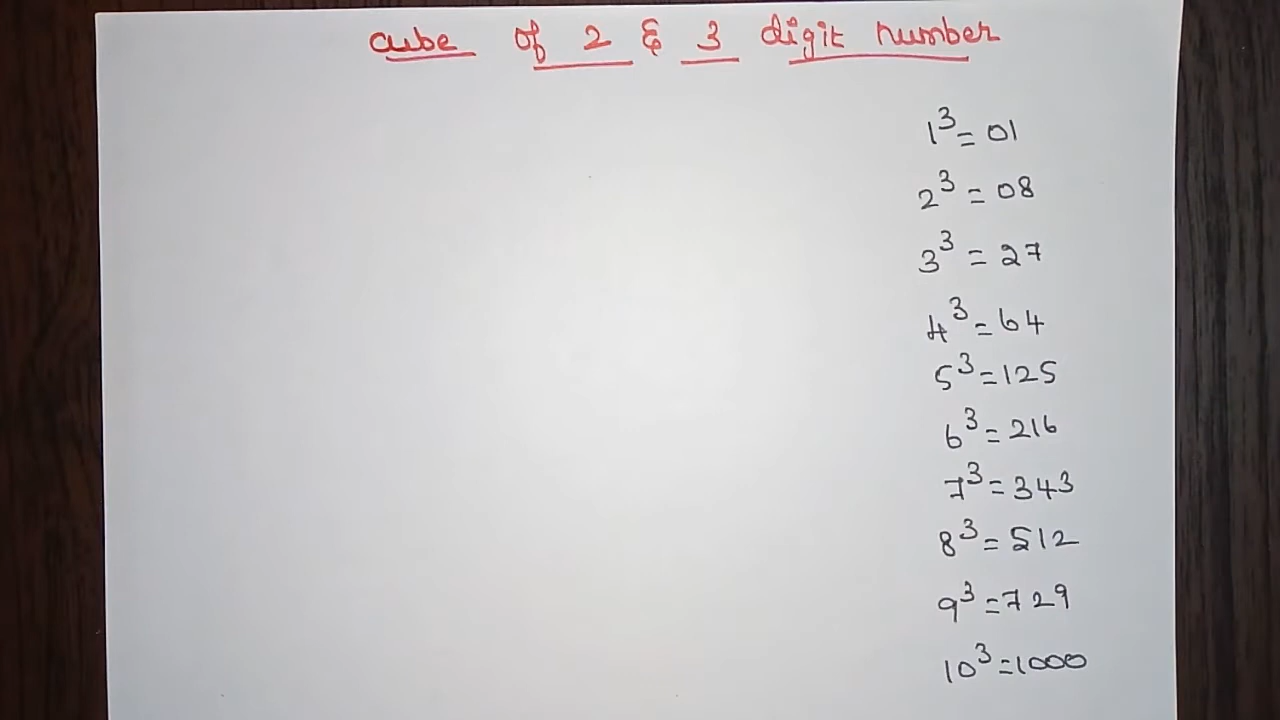 cube of 2 & 3 digit number
1³ = 01
2³ = 08
3³ = 27
4³ = 64
5³ = 125
6³ = 216
7³ = 343
8³ = 512
9³ = 729
10³ = 1000